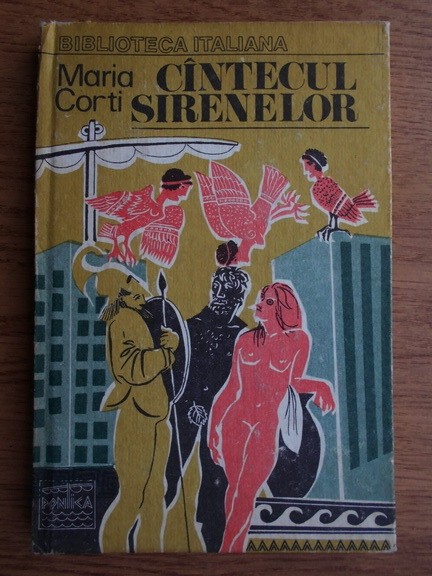 BIBLIOTECA ITALIANA
Maria
Corti
CÎNTECUL
SIRENELOR
PONTICA